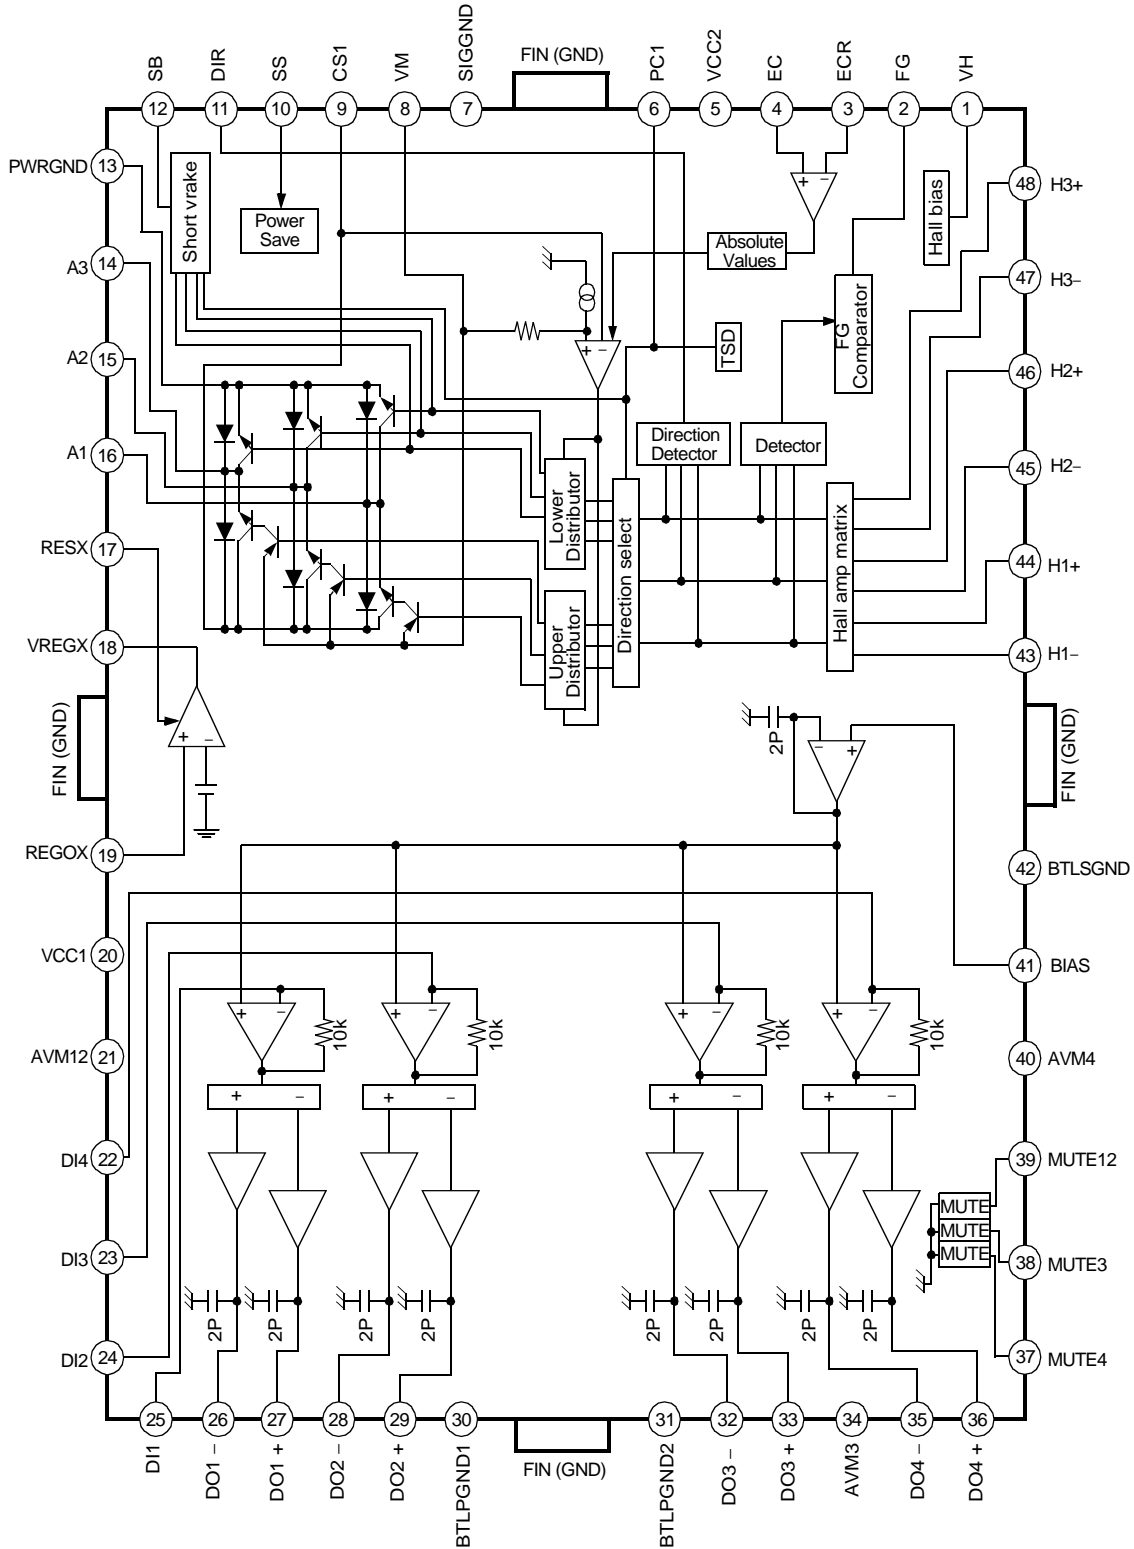 SB
DIR
SS
CS1
VM
SIGGND
FIN (GND)
PC1
VCC2
EC
ECR
FG
VH
12
11
10
9
8
7
6
5
4
3
2
1
PWRGND 13
A3 14
A2 15
A1 16
RESX 17
VREGX 18
FIN (GND)
REGOX 19
VCC1 20
AVM12 21
DI4 22
DI3 23
DI2 24
48 H3+
47 H3−
46 H2+
45 H2−
44 H1+
43 H1−
FIN (GND)
42 BTLSGND
41 BIAS
40 AVM4
39 MUTE12
38 MUTE3
37 MUTE4
Short vrake
Power
Save
+ −
Absolute
Values
Hall bias
FG
Comparator
+ −
TSD
Direction
Detector
Detector
Lower
Distributor
Upper
Distributor
Direction select
Hall amp matrix
+ −
2P
− +
+ −
10k
+ −
10k
+ −
10k
+ −
10k
+ −
+ −
+ −
+ −
MUTE
MUTE
MUTE
2P
2P
2P
2P
2P
2P
2P
2P
25
26
27
28
29
30
31
32
33
34
35
36
DI1
DO1 −
DO1 +
DO2 −
DO2 +
BTLPGND1
FIN (GND)
BTLPGND2
DO3 −
DO3 +
AVM3
DO4 −
DO4 +